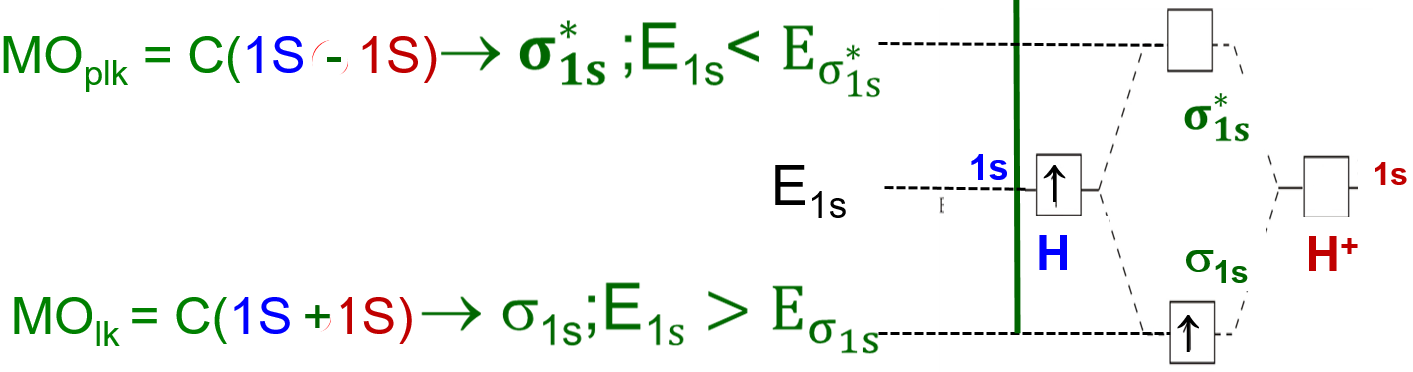 MOplk = C(1S - 1S)→ σ*1s ;E1s< Eσ*1s
σ*1s
E1s
1s
↑
1s
E
H
H+
σ1s
MOlk = C(1S +1S)→ σ1s;E1s > Eσ1s
↑